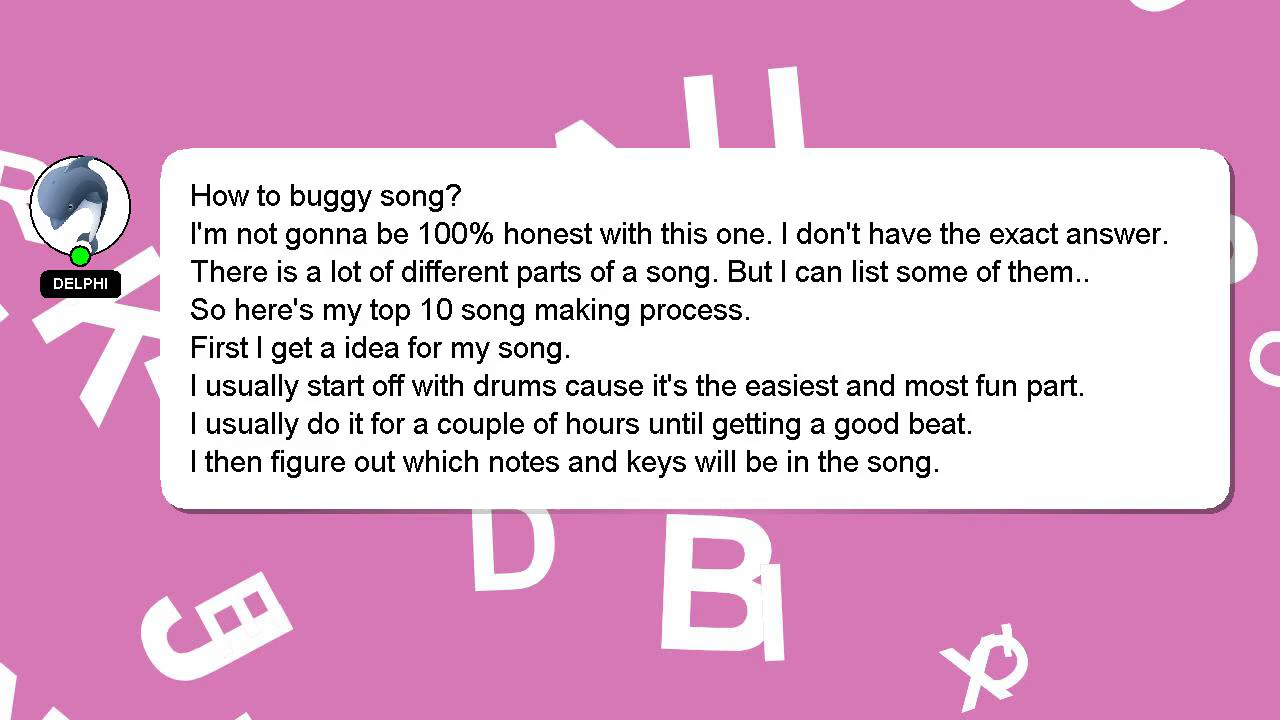 How to buggy song?
I'm not gonna be 100% honest with this one. I don't have the exact answer.
There is a lot of different parts of a song. But I can list some of them..
So here's my top 10 song making process.
First I get a idea for my song.
I usually start off with drums cause it's the easiest and most fun part.
I usually do it for a couple of hours until getting a good beat.
I then figure out which notes and keys will be in the song.
DELPHI